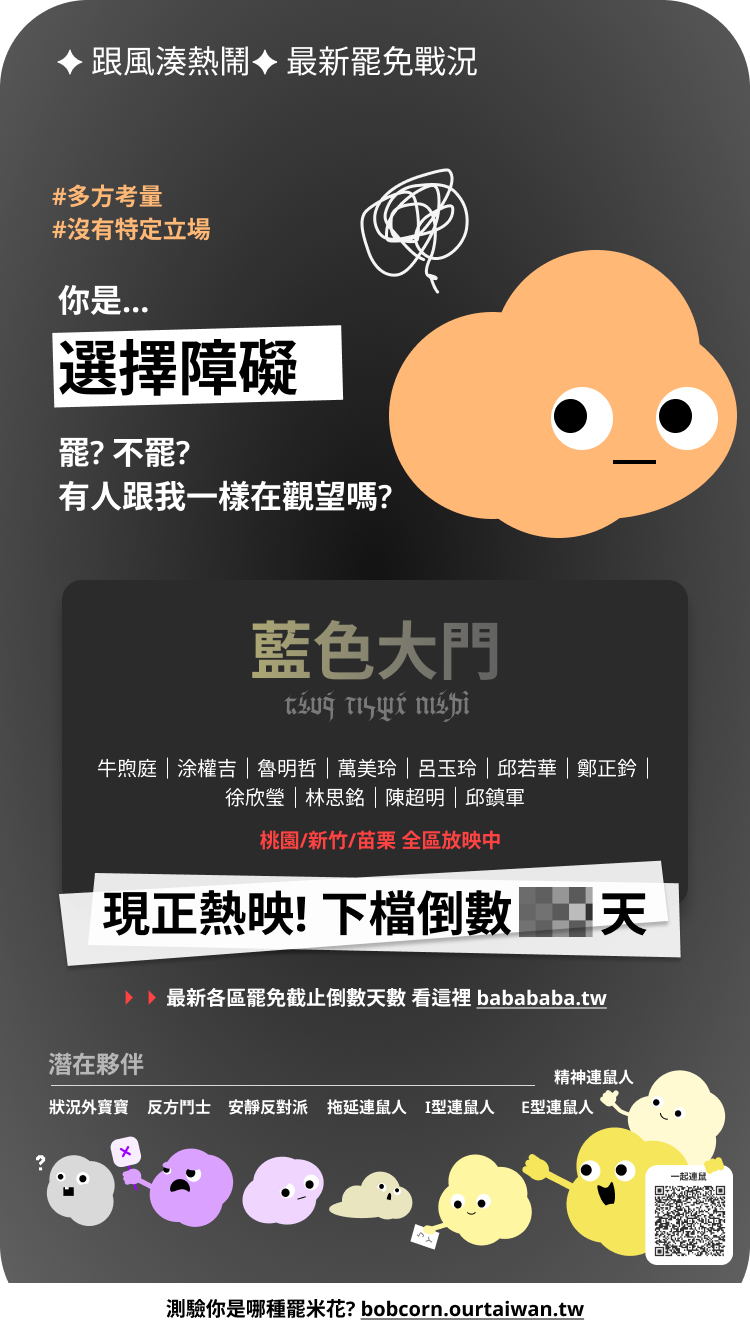 ✦ 跟風湊熱鬧✦ 最新罷免戰況
#多方考量
#沒有特定立場
你是...
選擇障礙
罷? 不罷?
有人跟我一樣在觀望嗎?
藍色大門
牛煦庭｜涂權吉｜魯明哲｜萬美玲｜呂玉玲｜邱若華｜鄭正鈐｜
徐欣瑩｜林思銘｜陳超明｜邱鎮軍
桃園/新竹/苗栗 全區放映中
現正熱映! 下檔倒數 天
最新各區罷免截止倒數天數 看這裡 babababa.tw
潛在夥伴
精神連鼠人
狀況外寶寶 反方鬥士 安靜反對派 拖延連鼠人 I型連鼠人 E型連鼠人
?
一起連鼠
測驗你是哪種罷米花? bobcorn.ourtaiwan.tw